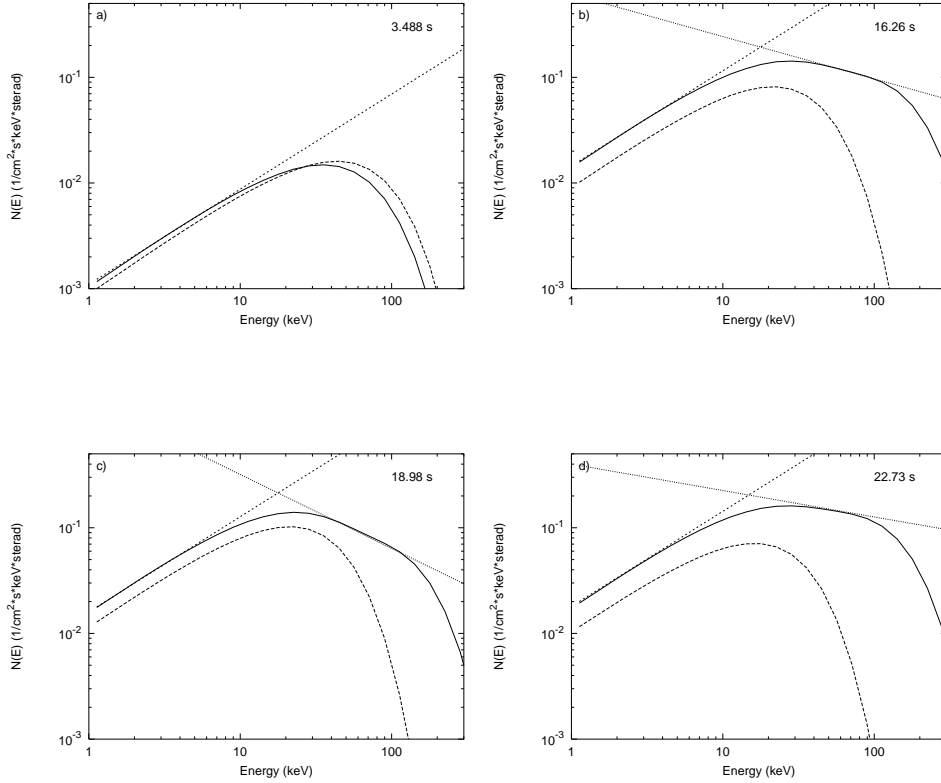 a)
3.488 s
N(E) (1/cm^2*s*keV*sterad)
10^-1
10^-2
10^-3
1
10
100
Energy (keV)
b)
16.26 s
N(E) (1/cm^2*s*keV*sterad)
10^-1
10^-2
10^-3
1
10
100
Energy (keV)
c)
18.98 s
N(E) (1/cm^2*s*keV*sterad)
10^-1
10^-2
10^-3
1
10
100
Energy (keV)
d)
22.73 s
N(E) (1/cm^2*s*keV*sterad)
10^-1
10^-2
10^-3
1
10
100
Energy (keV)